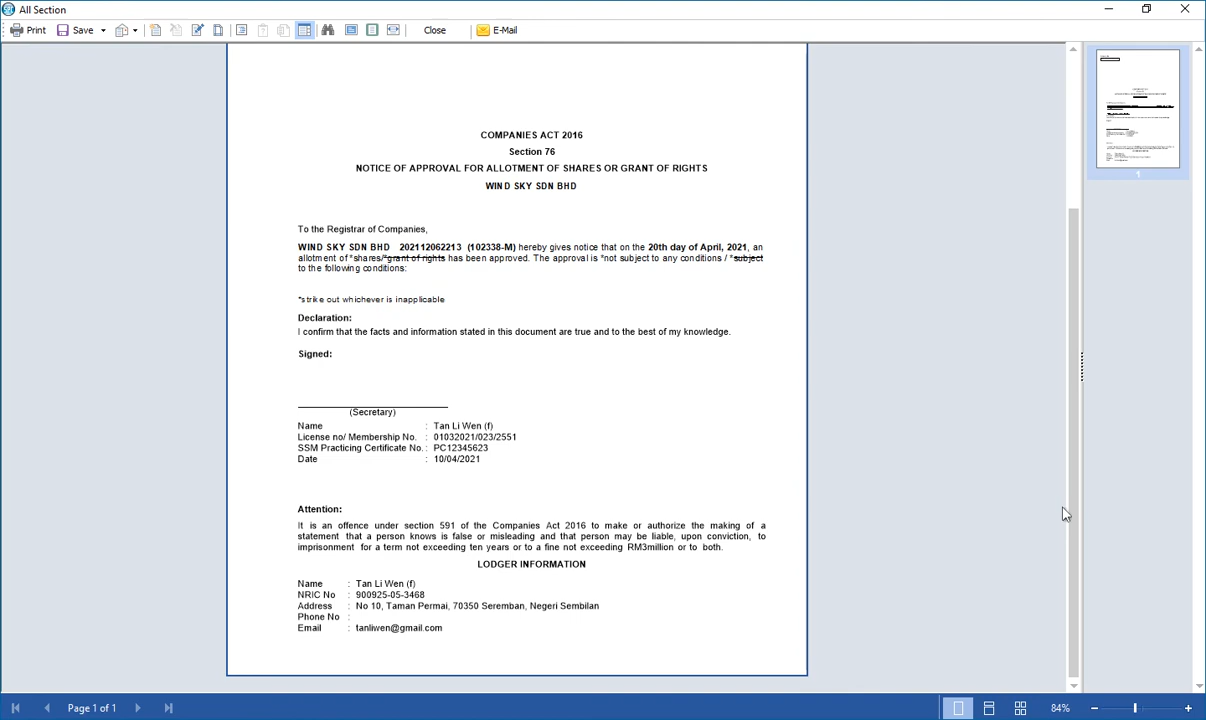 All Section
Print Save Close E-Mail
COMPANIES ACT 2016
Section 76
NOTICE OF APPROVAL FOR ALLOTMENT OF SHARES OR GRANT OF RIGHTS
WIND SKY SDN BHD
To the Registrar of Companies,
WIND SKY SDN BHD 202112062213 (102338-M) hereby gives notice that on the 20th day of April, 2021, an
allotment of *shares/*grant of rights has been approved. The approval is *not subject to any conditions / *subject
to the following conditions:
*strike out whichever is inapplicable
Declaration:
I confirm that the facts and information stated in this document are true and to the best of my knowledge.
Signed:
(Secretary)
Name : Tan Li Wen (f)
License no/ Membership No. : 01032021/023/2551
SSM Practicing Certificate No. : PC12345623
Date : 10/04/2021
Attention:
It is an offence under section 591 of the Companies Act 2016 to make or authorize the making of a
statement that a person knows is false or misleading and that person may be liable, upon conviction, to
imprisonment for a term not exceeding ten years or to a fine not exceeding RM3million or to both.
LODGER INFORMATION
Name : Tan Li Wen (f)
NRIC No : 900925-05-3468
Address : No 10, Taman Permai, 70350 Seremban, Negeri Sembilan
Phone No :
Email : tanliwen@gmail.com
1
Page 1 of 1
84%